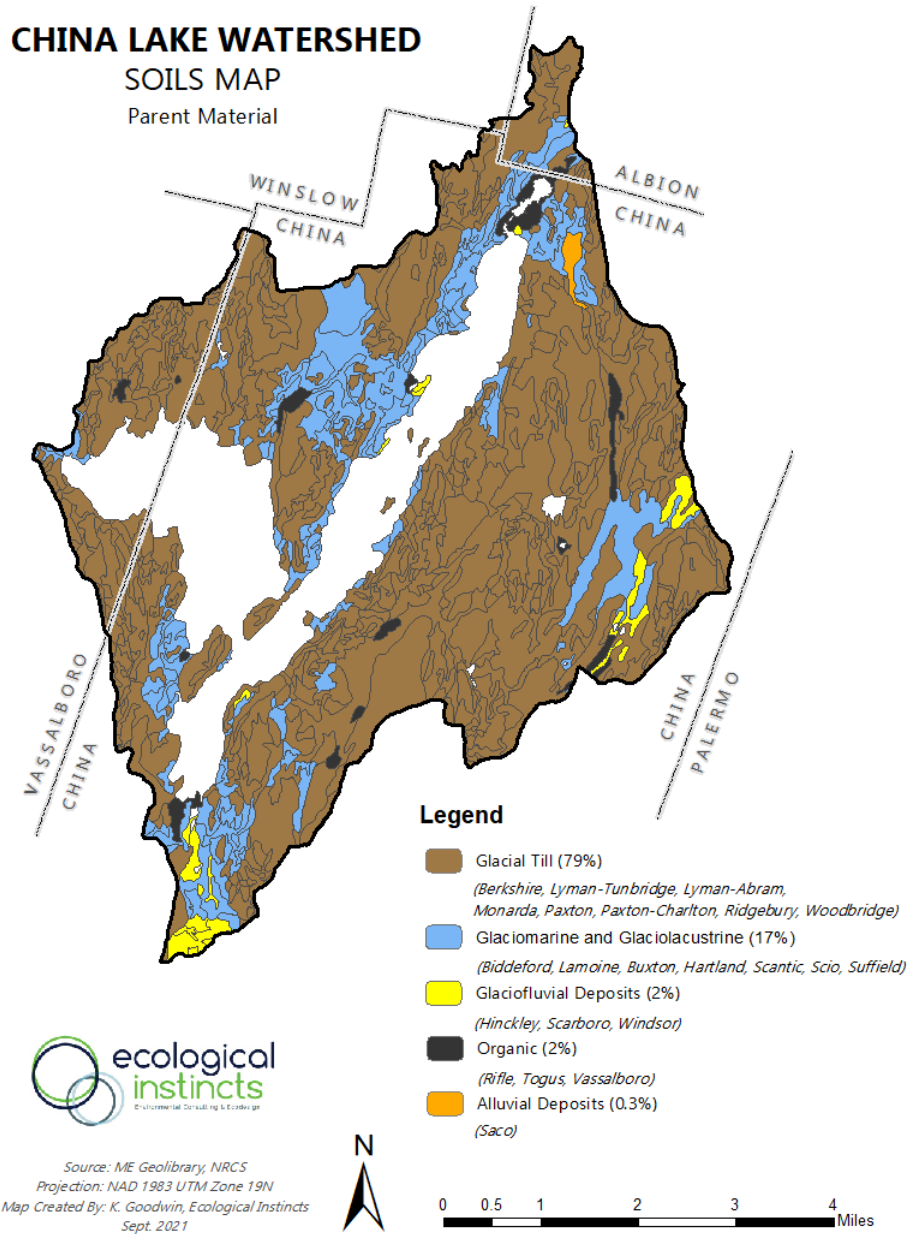 CHINA LAKE WATERSHED
SOILS MAP
Parent Material
WINSLOW
CHINA
ALBION
CHINA
VASSALBORO
CHINA
CHINA
PALERMO
Legend
Glacial Till (79%)
(Berkshire, Lyman-Tunbridge, Lyman-Abram,
Monarda, Paxton, Paxton-Charlton, Ridgebury, Woodbridge)
Glaciomarine and Glaciolacustrine (17%)
(Biddeford, Lamoine, Buxton, Hartland, Scantic, Scio, Suffield)
Glaciofluvial Deposits (2%)
(Hinckley, Scarboro, Windsor)
Organic (2%)
(Rifle, Togus, Vassalboro)
Alluvial Deposits (0.3%)
(Saco)
ecological
instincts
Environmental Consulting & Ecodesign
Source: ME Geolibrary, NRCS
Projection: NAD 1983 UTM Zone 19N
Map Created By: K. Goodwin, Ecological Instincts
Sept. 2021
N
0 0.5 1 2 3 4
Miles